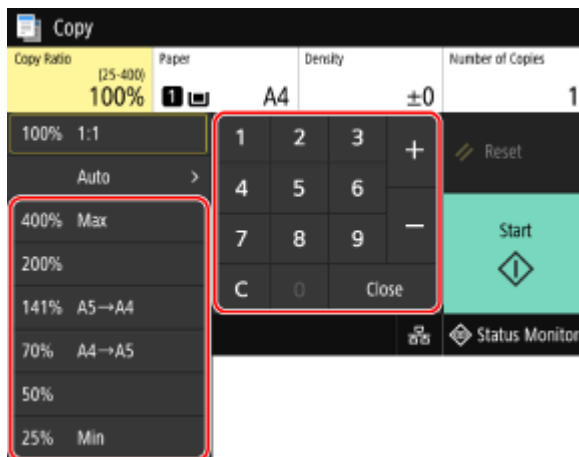 Copy
Copy Ratio
(25-400)
100%
Paper
1
A4
Density
±0
Number of Copies
1
100% 1:1
Auto >
400% Max
200%
141% A5→A4
70% A4→A5
50%
25% Min
1 2 3 +
4 5 6
7 8 9 −
C 0 Close
Reset
Start
Status Monitor